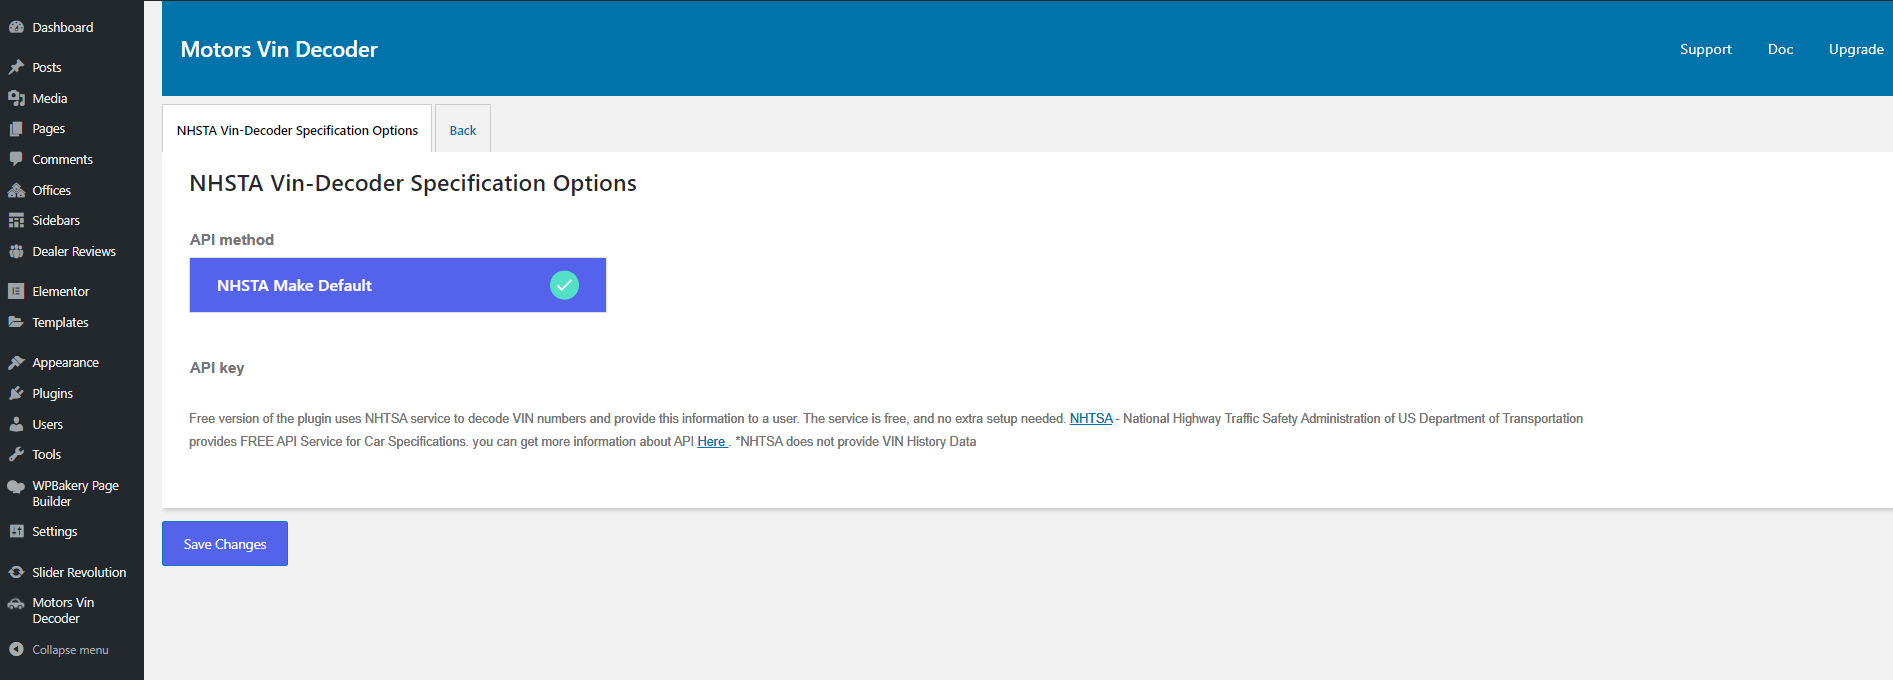 Dashboard
Posts
Media
Pages
Comments
Offices
Sidebars
Dealer Reviews
Elementor
Templates
Appearance
Plugins
Users
Tools
WPBakery Page
Builder
Settings
Slider Revolution
Motors Vin
Decoder
Collapse menu
Motors Vin Decoder
Support Doc Upgrade
NHSTA Vin-Decoder Specification Options Back
NHSTA Vin-Decoder Specification Options
API method
NHSTA Make Default
API key
Free version of the plugin uses NHTSA service to decode VIN numbers and provide this information to a user. The service is free, and no extra setup needed. NHTSA - National Highway Traffic Safety Administration of US Department of Transportation
provides FREE API Service for Car Specifications. you can get more information about API Here . *NHTSA does not provide VIN History Data
Save Changes